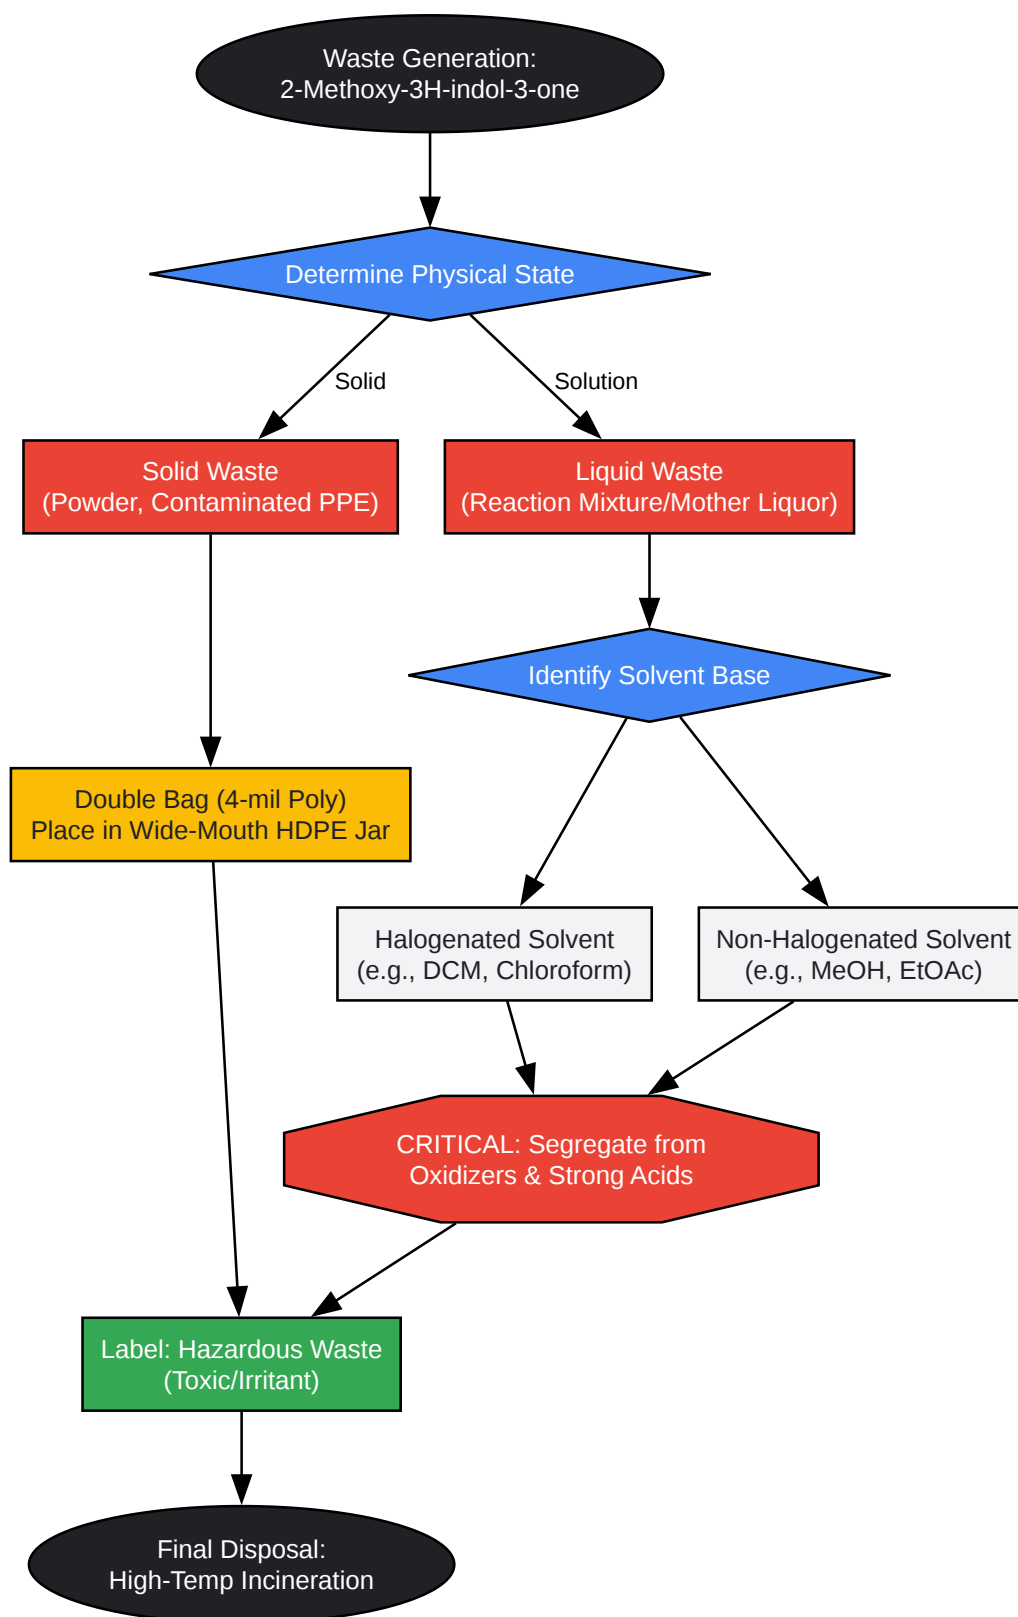 Waste Generation:
2-Methoxy-3H-indol-3-one
Determine Physical State
Solid
Solution
Solid Waste
(Powder, Contaminated PPE)
Liquid Waste
(Reaction Mixture/Mother Liquor)
Identify Solvent Base
Double Bag (4-mil Poly)
Place in Wide-Mouth HDPE Jar
Halogenated Solvent
(e.g., DCM, Chloroform)
Non-Halogenated Solvent
(e.g., MeOH, EtOAc)
CRITICAL: Segregate from
Oxidizers & Strong Acids
Label: Hazardous Waste
(Toxic/Irritant)
Final Disposal:
High-Temp Incineration